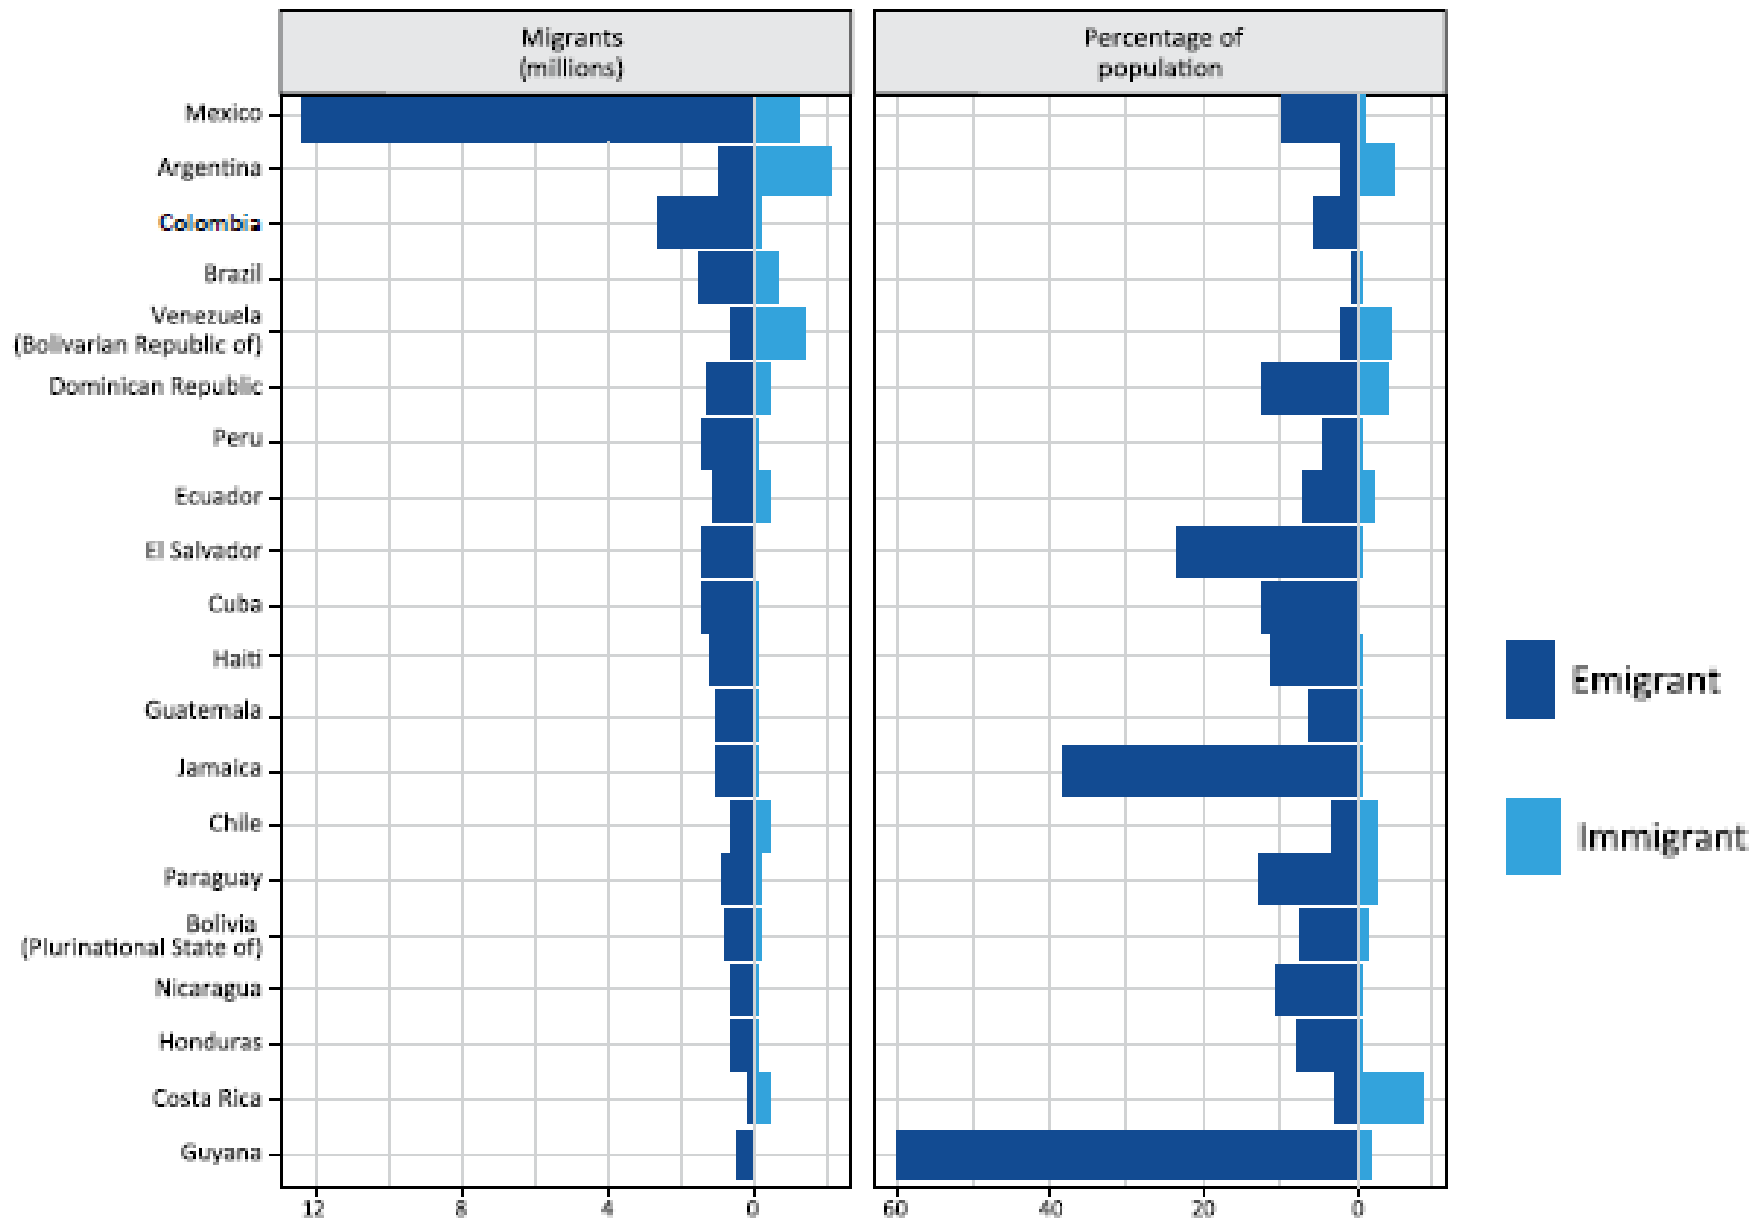 Migrants
(millions)
Percentage of
population
Mexico
Argentina
Colombia
Brazil
Venezuela
(Bolivarian Republic of)
Dominican Republic
Peru
Ecuador
El Salvador
Cuba
Haiti
Guatemala
Jamaica
Chile
Paraguay
Bolivia
(Plurinational State of)
Nicaragua
Honduras
Costa Rica
Guyana
12 8 4 0
60 40 20 0
Emigrant
Immigrant